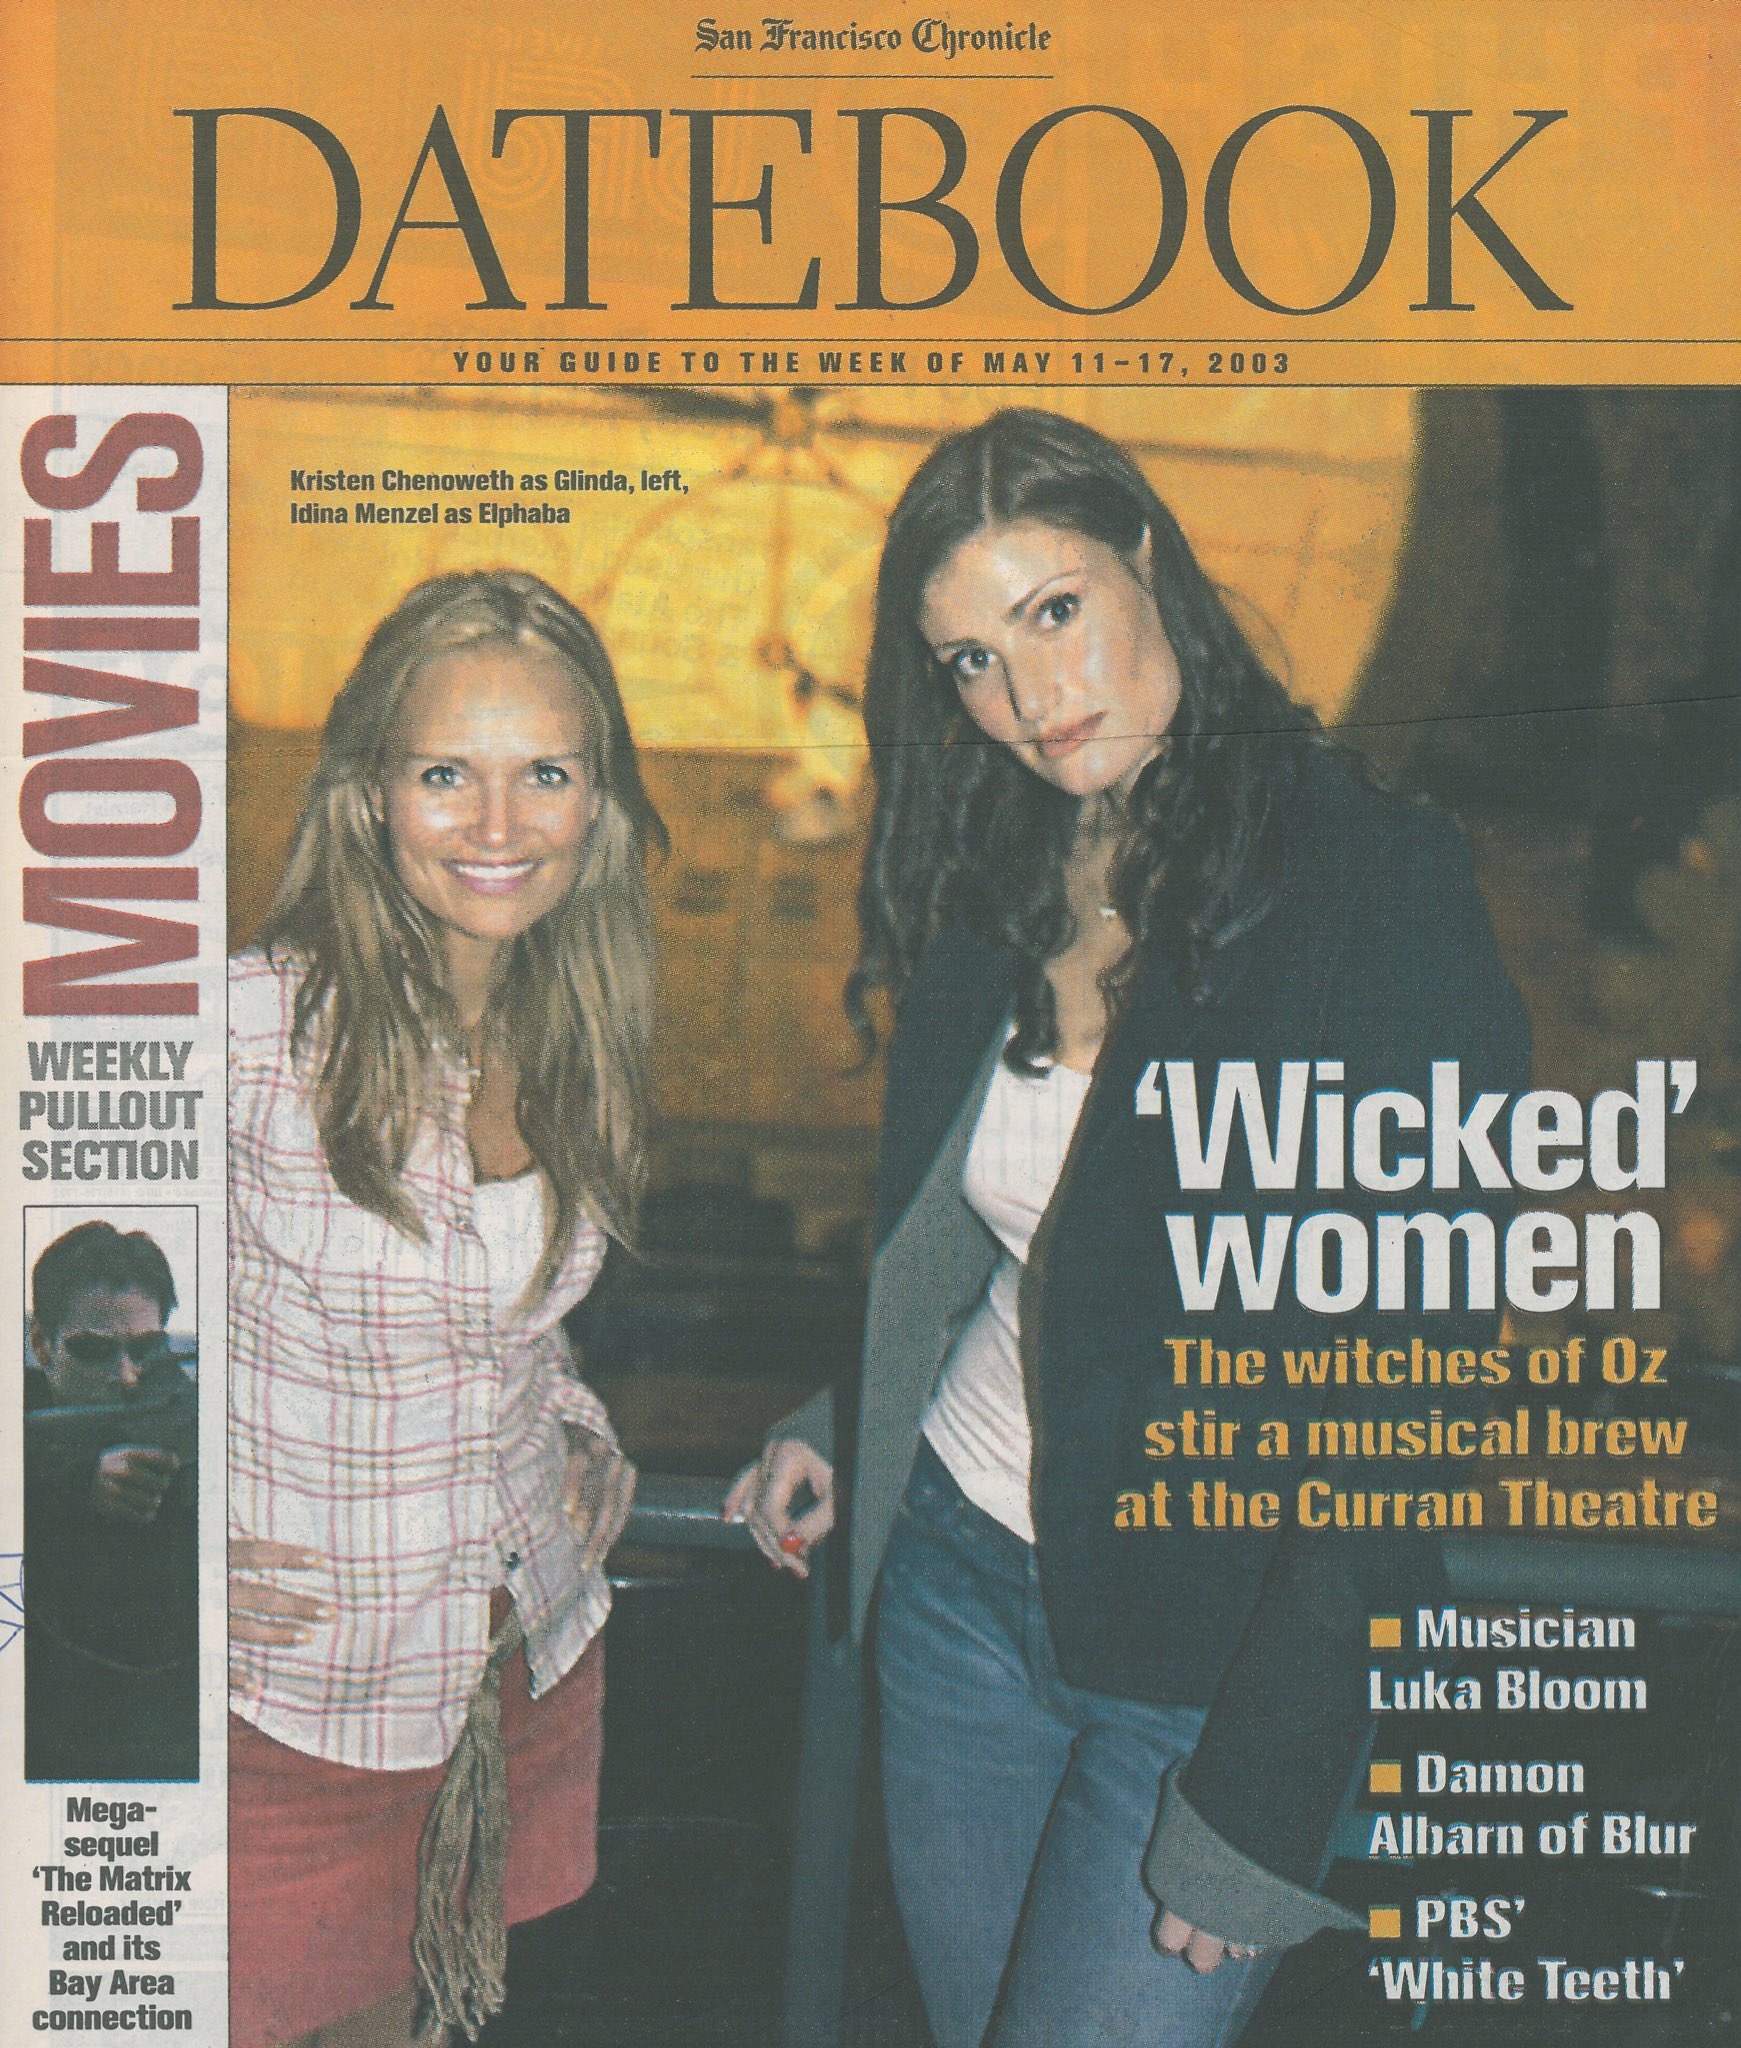 San Francisco Chronicle
DATEBOOK
YOUR GUIDE TO THE WEEK OF MAY 11–17, 2003
MOVIES
WEEKLY
PULLOUT
SECTION
Mega-
sequel
‘The Matrix
Reloaded’
and its
Bay Area
connection
Kristen Chenoweth as Glinda, left,
Idina Menzel as Elphaba
‘Wicked’
women
The witches of Oz
stir a musical brew
at the Curran Theatre
■ Musician
Luka Bloom
■ Damon
Albarn of Blur
■ PBS’
‘White Teeth’